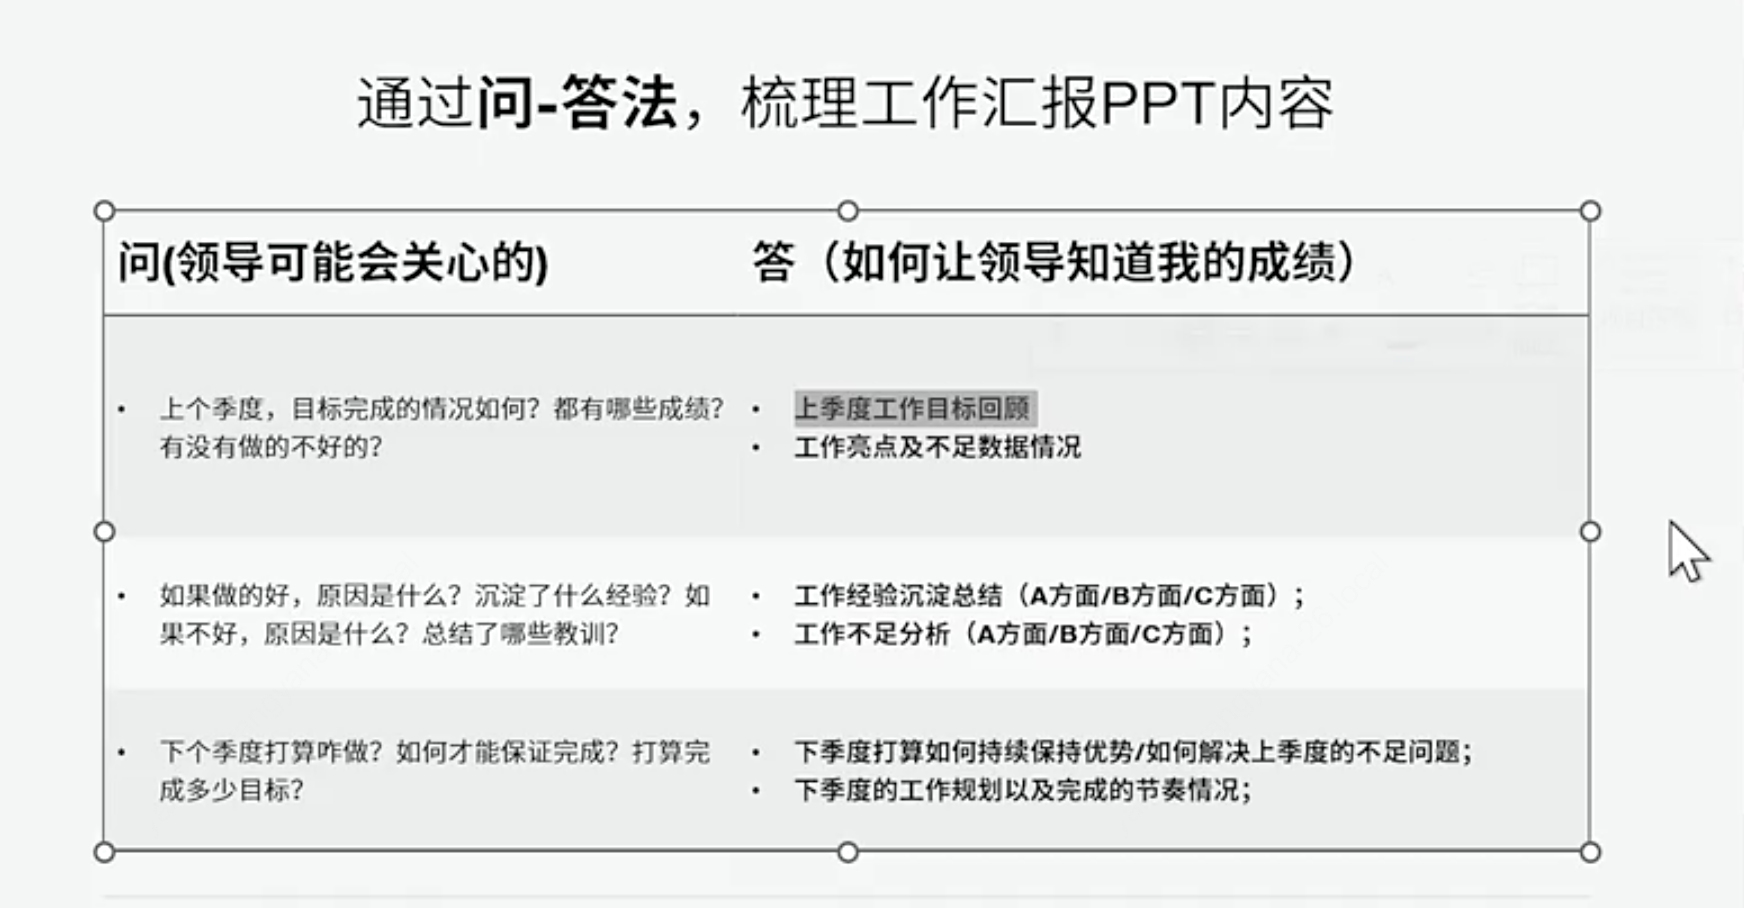 通过问-答法，梳理工作汇报PPT内容
问(领导可能会关心的)
答（如何让领导知道我的成绩）
• 上个季度，目标完成的情况如何？都有哪些成绩？
有没有做的不好的？
• 上季度工作目标回顾
• 工作亮点及不足数据情况
• 如果做的好，原因是什么？沉淀了什么经验？如
果不好，原因是什么？总结了哪些教训？
• 工作经验沉淀总结（A方面/B方面/C方面）；
• 工作不足分析（A方面/B方面/C方面）；
• 下个季度打算咋做？如何才能保证完成？打算完
成多少目标？
• 下季度打算如何持续保持优势/如何解决上季度的不足问题；
• 下季度的工作规划以及完成的节奏情况；